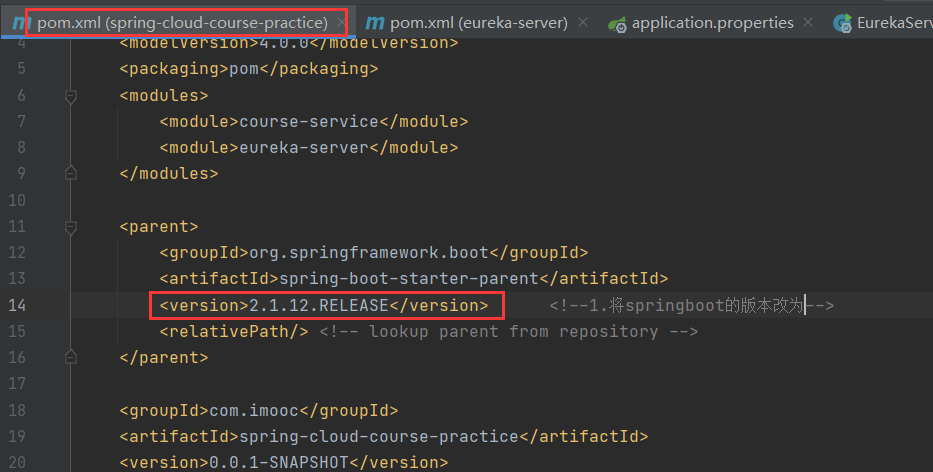 pom.xml (spring-cloud-course-practice) × pom.xml (eureka-server) × application.properties × EurekaServ
4 <modelVersion>4.0.0</modelVersion>
5 <packaging>pom</packaging>
6 <modules>
7 <module>course-service</module>
8 <module>eureka-server</module>
9 </modules>
10
11 <parent>
12 <groupId>org.springframework.boot</groupId>
13 <artifactId>spring-boot-starter-parent</artifactId>
14 <version>2.1.12.RELEASE</version> <!--1.将springboot的版本改为-->
15 <relativePath/> <!-- lookup parent from repository -->
16 </parent>
17
18 <groupId>com.imooc</groupId>
19 <artifactId>spring-cloud-course-practice</artifactId>
20 <version>0.0.1-SNAPSHOT</version>